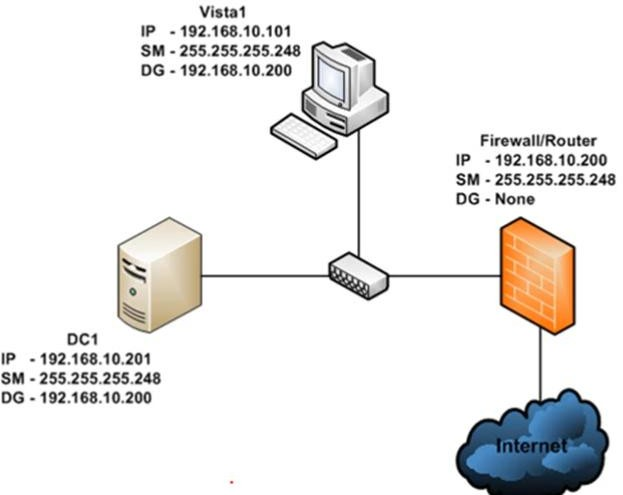 Vista1
IP - 192.168.10.101
SM - 255.255.255.248
DG - 192.168.10.200
Firewall/Router
IP - 192.168.10.200
SM - 255.255.255.248
DG - None
DC1
IP - 192.168.10.201
SM - 255.255.255.248
DG - 192.168.10.200
Internet